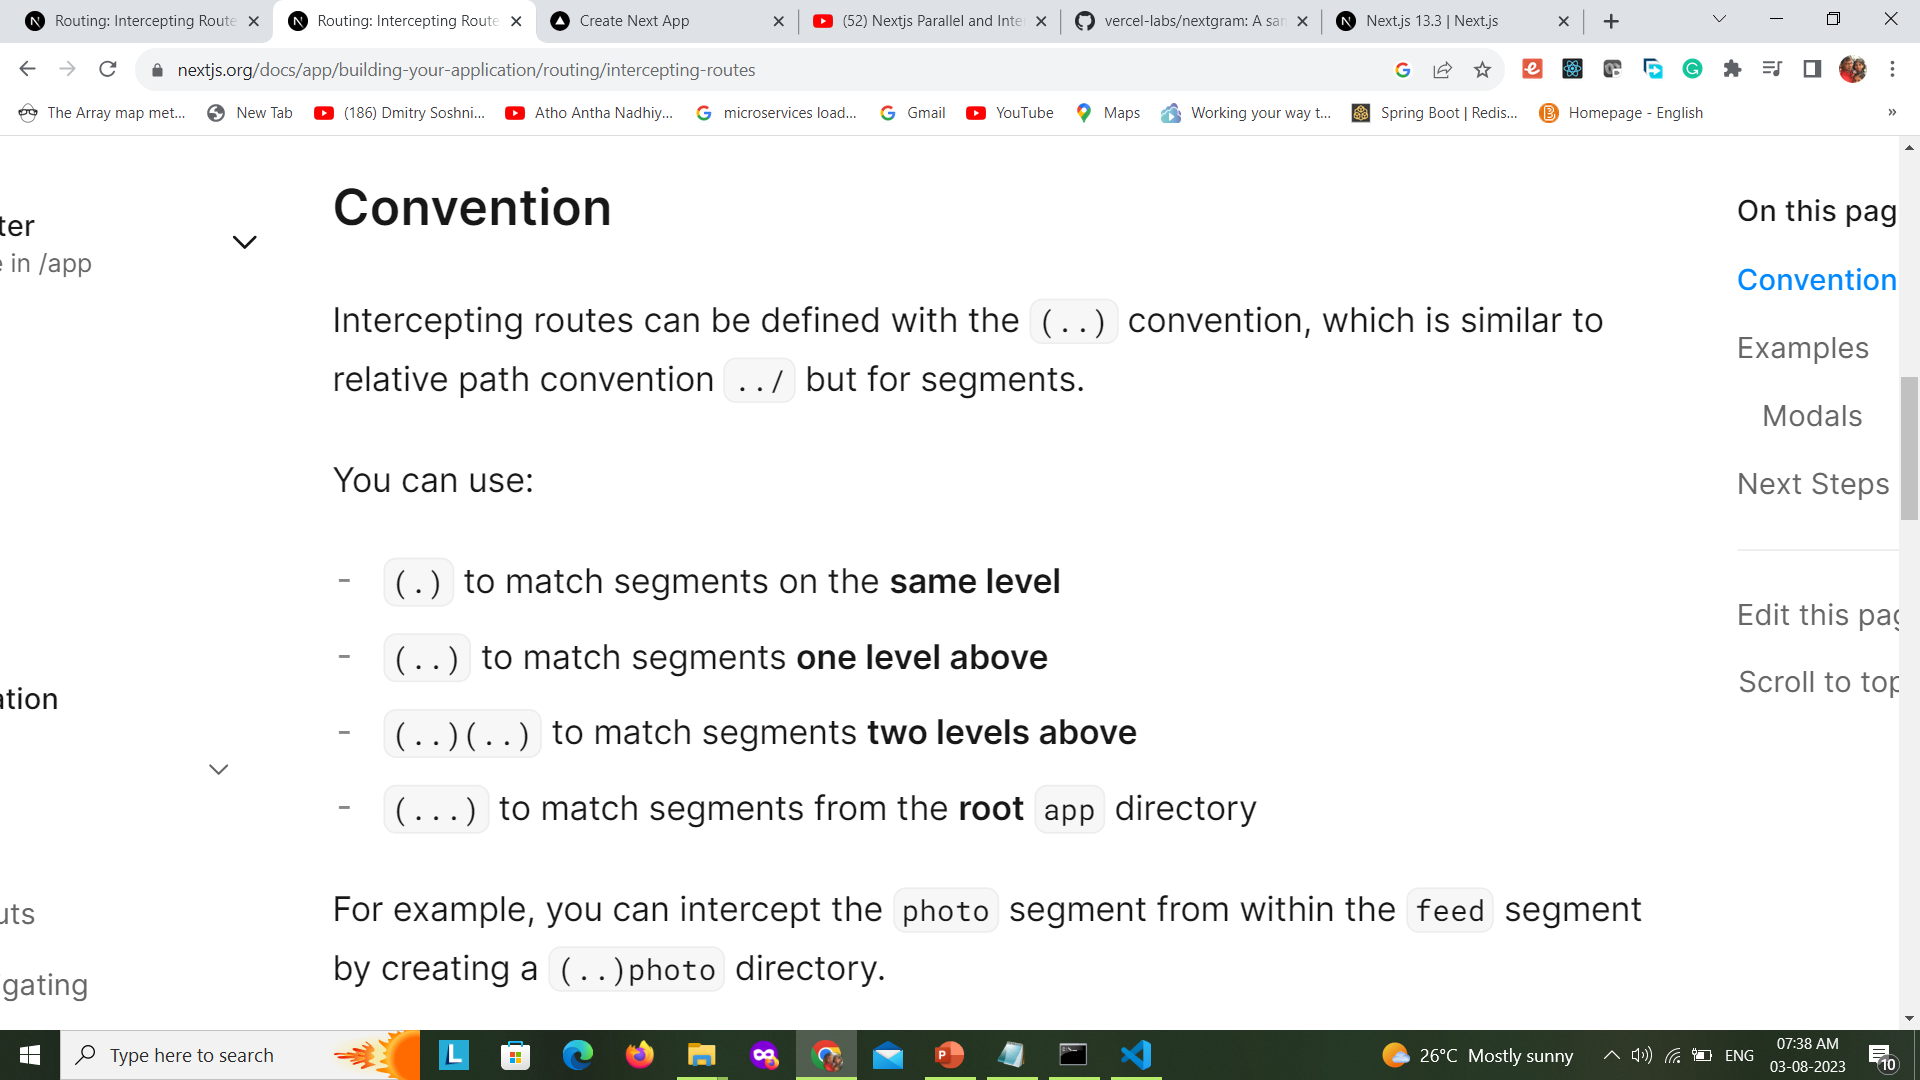 Routing: Intercepting Route
Routing: Intercepting Route
Create Next App
(52) Nextjs Parallel and Inter
vercel-labs/nextgram: A sam
Next.js 13.3 | Next.js
nextjs.org/docs/app/building-your-application/routing/intercepting-routes
The Array map met...
New Tab
(186) Dmitry Soshni...
Atho Antha Nadhiy...
microservices load...
Gmail
YouTube
Maps
Working your way t...
Spring Boot | Redis...
Homepage - English
»
ter
e in /app
ation
uts
gating
Convention
Intercepting routes can be defined with the (..) convention, which is similar to
relative path convention ../ but for segments.
You can use:
- (.) to match segments on the same level
- (..) to match segments one level above
- (..)(..) to match segments two levels above
- (...) to match segments from the root app directory
For example, you can intercept the photo segment from within the feed segment
by creating a (..)photo directory.
On this pag
Convention
Examples
Modals
Next Steps
Edit this pag
Scroll to top
Type here to search
26°C Mostly sunny
ENG
07:38 AM
03-08-2023
10